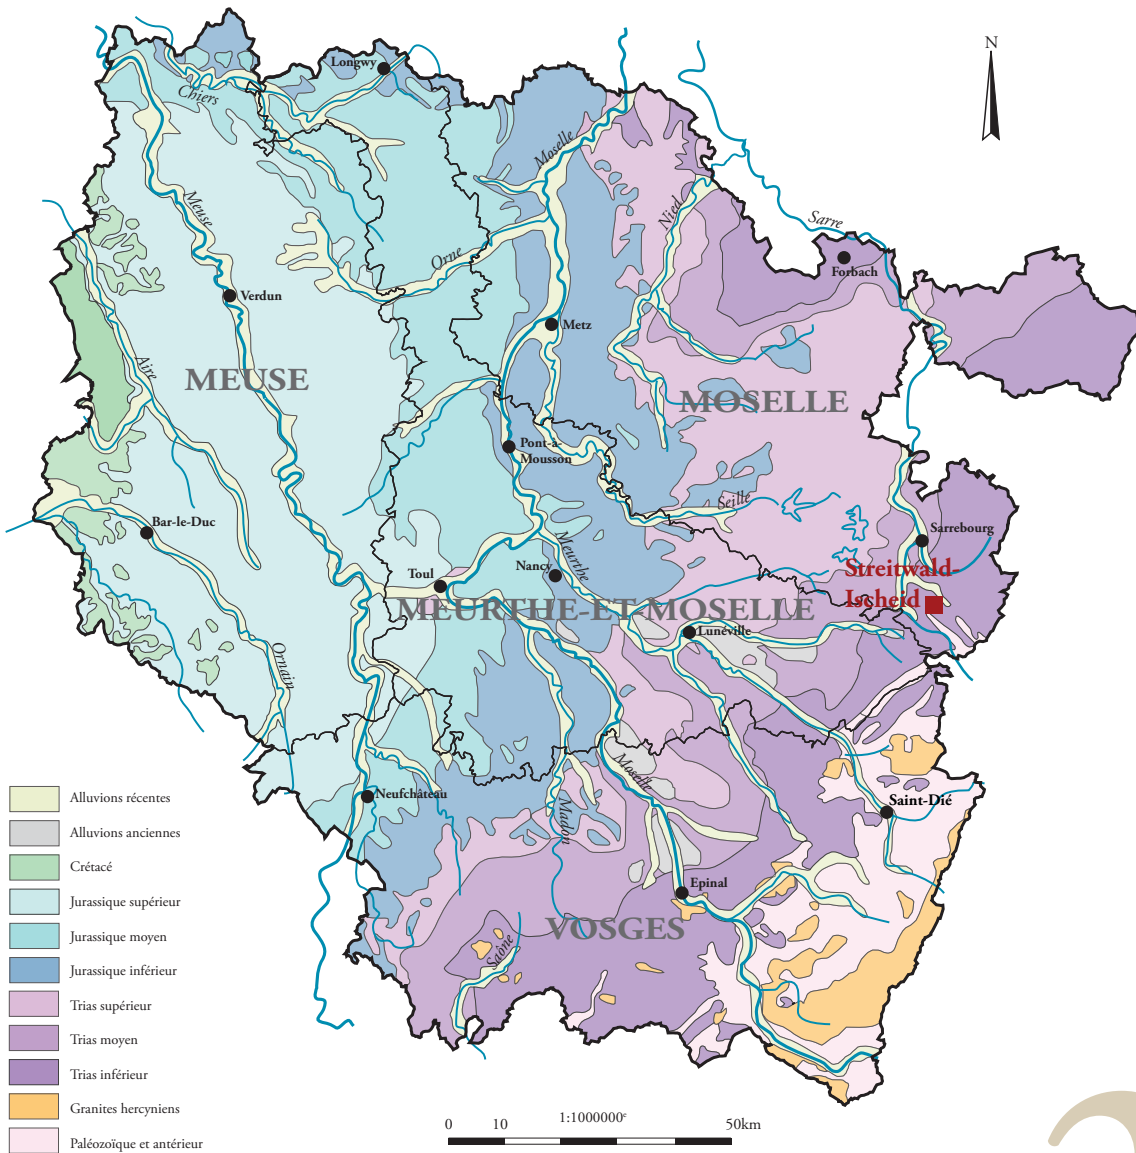 N
Longwy
Chiers
Moselle
Meuse
Nied
Sarre
Orne
Forbach
Verdun
Metz
Aire
MEUSE
MOSELLE
Pont-à-
Mousson
Seille
Bar-le-Duc
Sarrebourg
Meurthe
Nancy
Toul
Streitwald-
Ischeid
MEURTHE-ET-MOSELLE
Lunéville
Ornain
Moselle
Neufchâteau
Madon
Saint-Dié
Epinal
VOSGES
Saône
Alluvions récentes
Alluvions anciennes
Crétacé
Jurassique supérieur
Jurassique moyen
Jurassique inférieur
Trias supérieur
Trias moyen
Trias inférieur
Granites hercyniens
Paléozoïque et antérieur
0 10 1:1000000e 50km